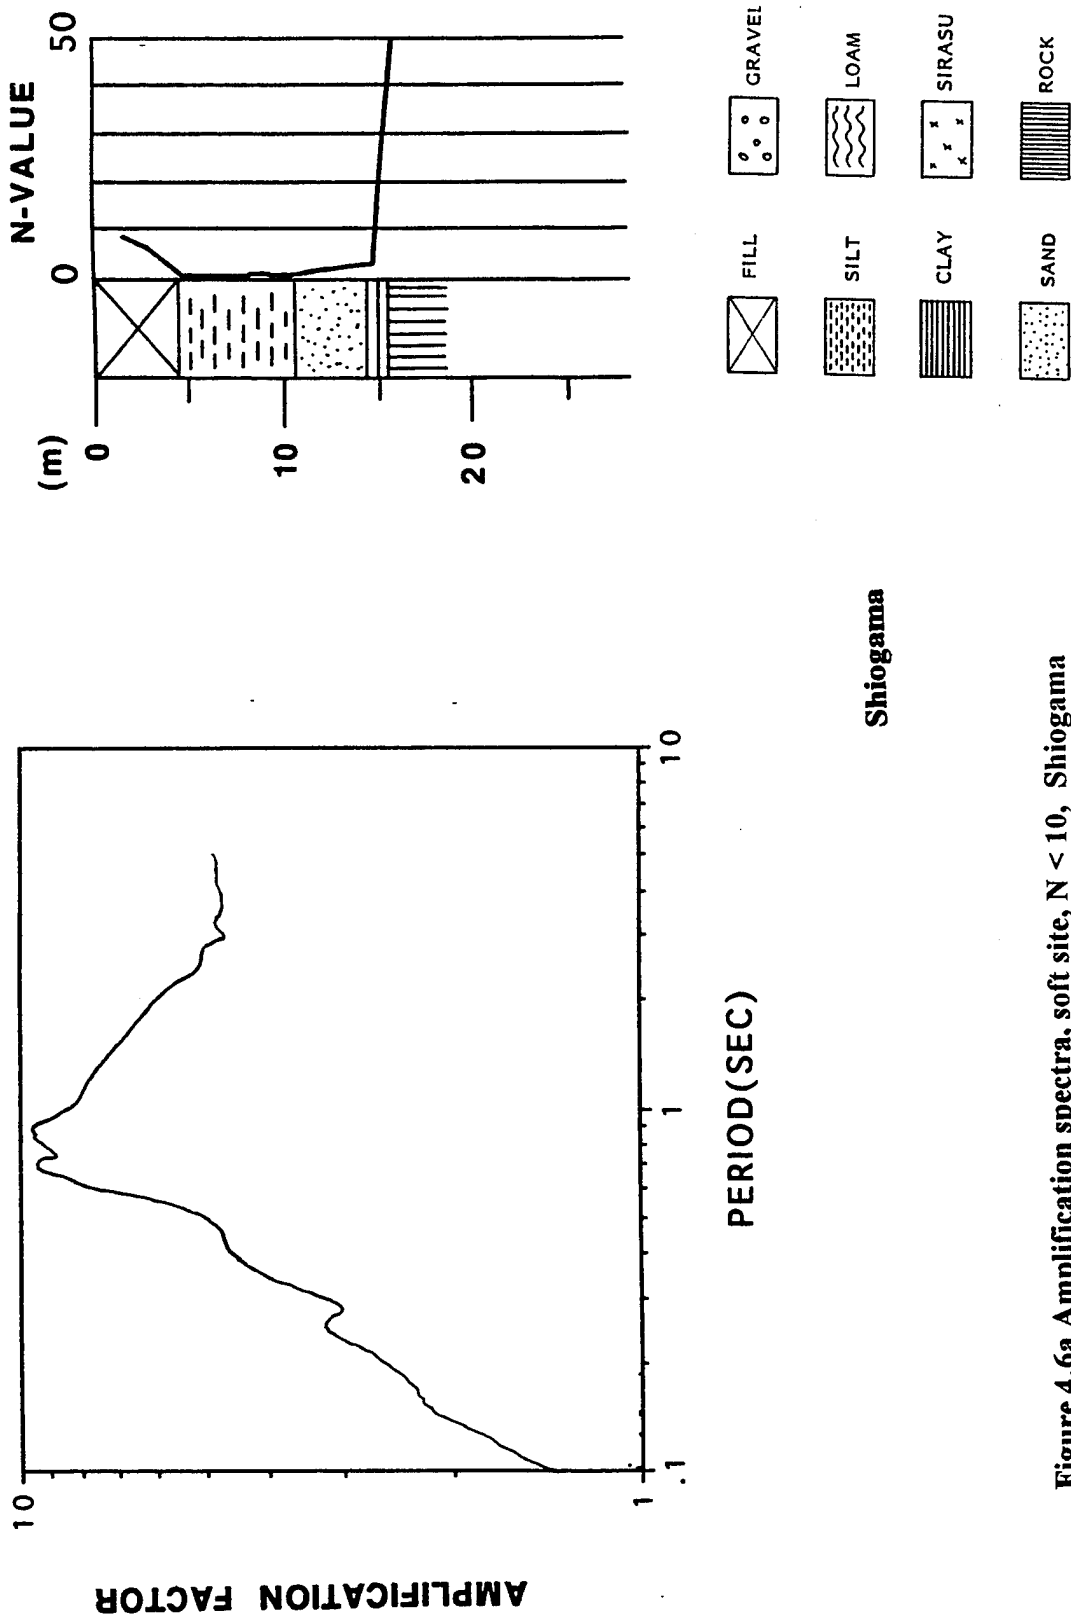 AMPLIFICATION FACTOR
10
1
.1
1
10
PERIOD(SEC)
N-VALUE
0
50
(m)
0
10
20
FILL
GRAVEL
SILT
LOAM
CLAY
SIRASU
SAND
ROCK
Shiogama
Figure 4.6a Amplification spectra, soft site, N < 10, Shiogama